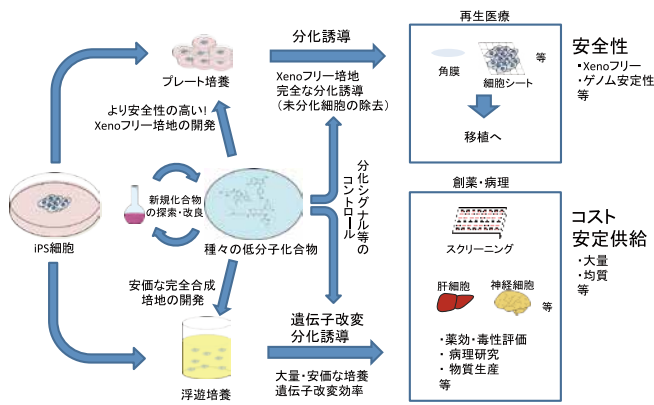 再生医療
分化誘導
安全性
・Xenoフリー
・ゲノム安定性
等
角膜
細胞シート
等
移植へ
プレート培養
Xenoフリー培地
完全な分化誘導
（未分化細胞の除去）
より安全性の高い！
Xenoフリー培地の開発
分化シグナル等の
コントロール
新規化合物
の探索・改良
iPS細胞
種々の低分子化合物
創薬・病理
コスト
安定供給
・大量
・均質
等
スクリーニング
肝細胞
神経細胞
等
安価な完全合成
培地の開発
遺伝子改変
分化誘導
・薬効・毒性評価
・病理研究
・物質生産
等
大量・安価な培養
遺伝子改変効率
浮遊培養